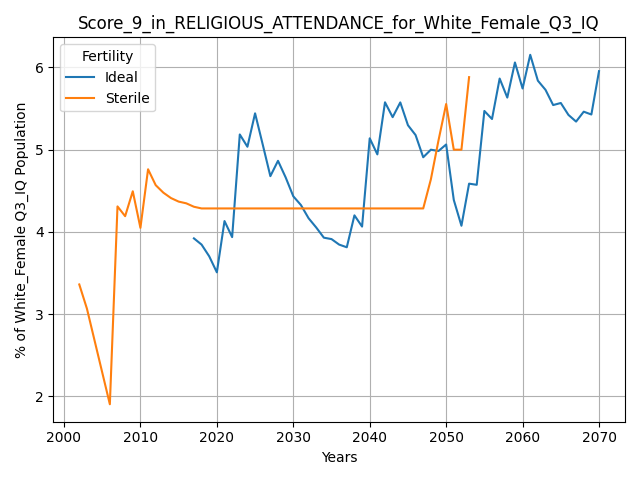 Score_9_in_RELIGIOUS_ATTENDANCE_for_White_Female_Q3_IQ
Fertility
Ideal
Sterile
% of White_Female Q3_IQ Population
6
5
4
3
2
2000 2010 2020 2030 2040 2050 2060 2070
Years